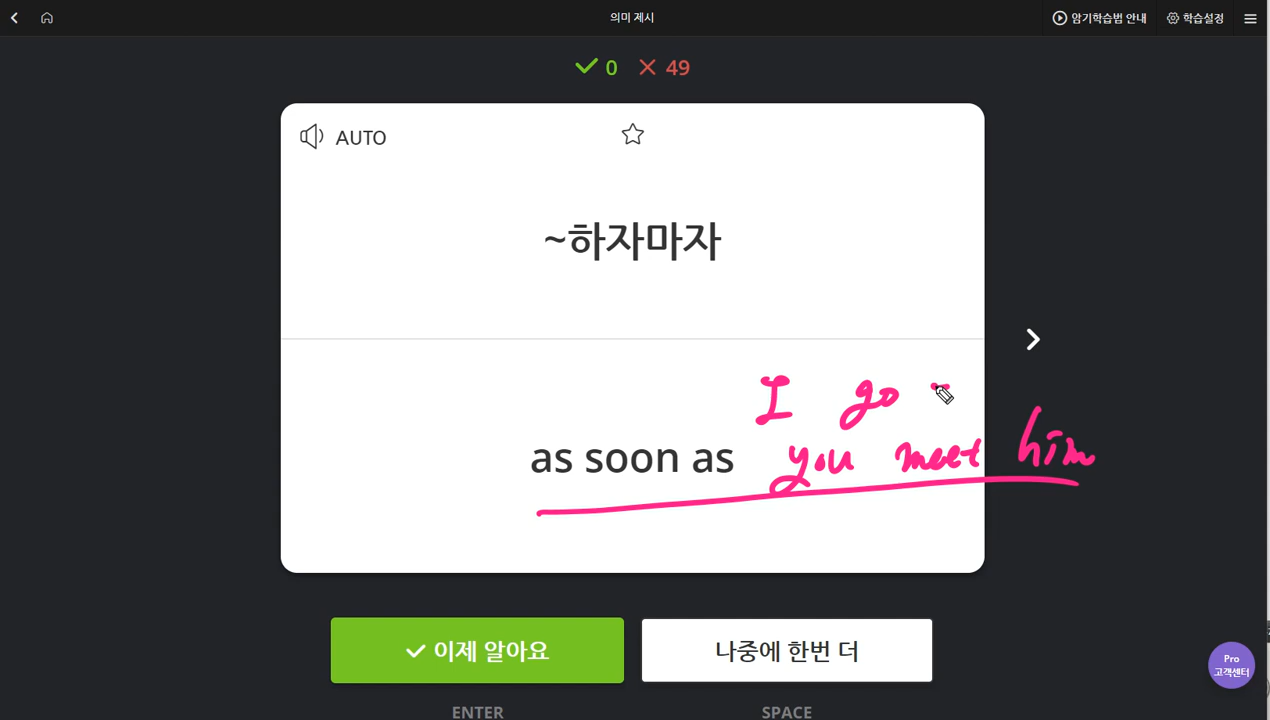 의미 제시
암기학습법 안내
학습설정
0
49
AUTO
~하자마자
I go
as soon as you meet him
이제 알아요
나중에 한번 더
ENTER
SPACE
Pro
고객센터